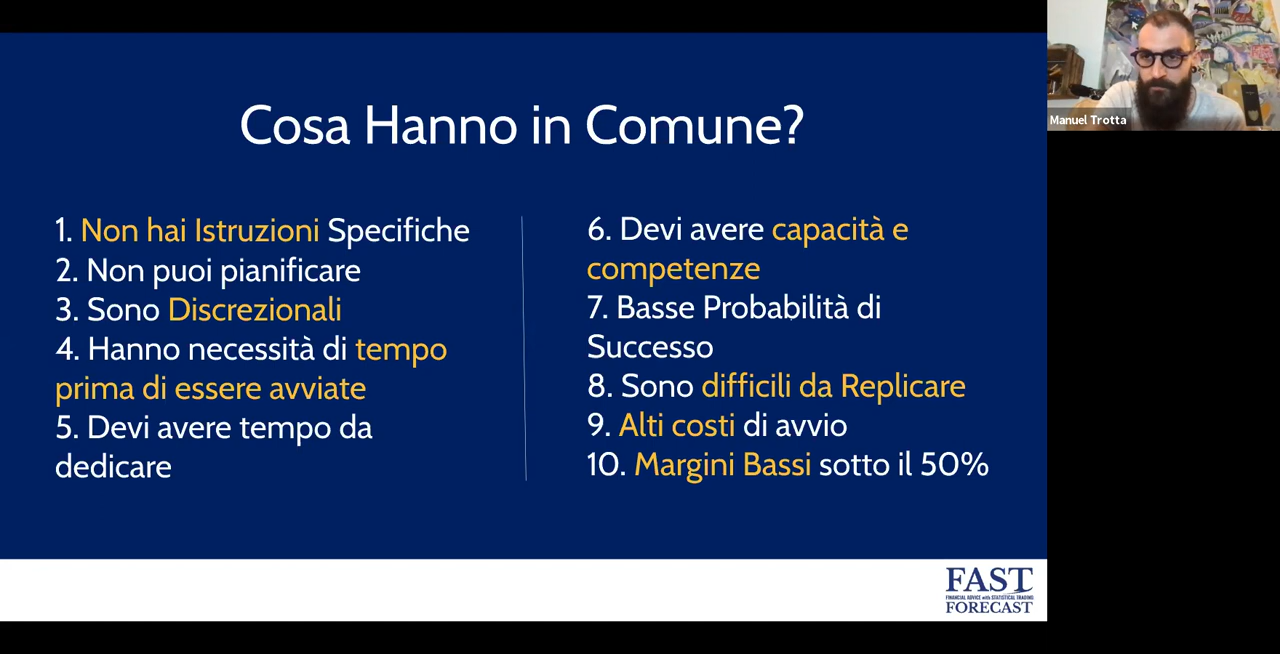 Cosa Hanno in Comune?
1. Non hai Istruzioni Specifiche
2. Non puoi pianificare
3. Sono Discrezionali
4. Hanno necessità di tempo
prima di essere avviate
5. Devi avere tempo da
dedicare
6. Devi avere capacità e
competenze
7. Basse Probabilità di
Successo
8. Sono difficili da Replicare
9. Alti costi di avvio
10. Margini Bassi sotto il 50%
Manuel Trotta
FAST
FINANCIAL ADVICE with STATISTICAL TRADING
FORECAST